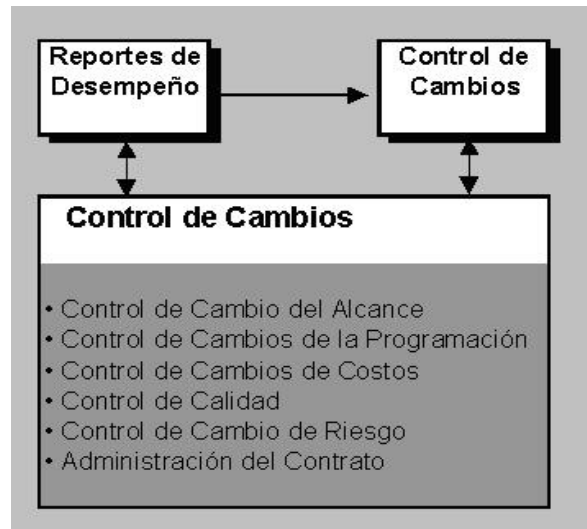 Reportes de
Desempeño
Control de
Cambios
Control de Cambios
• Control de Cambio del Alcance
• Control de Cambios de la Programación
• Control de Cambios de Costos
• Control de Calidad
• Control de Cambio de Riesgo
• Administración del Contrato